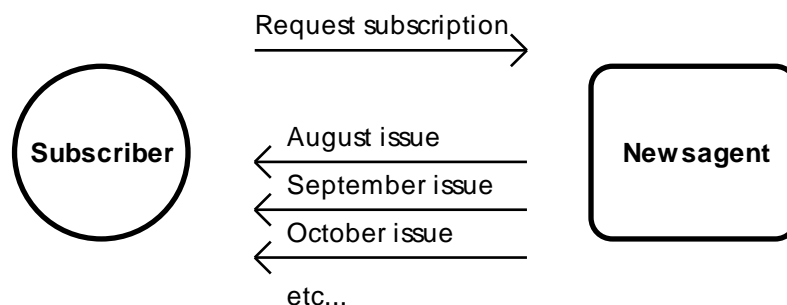 Request subscription
Subscriber
August issue
Newsagent
September issue
October issue
etc...